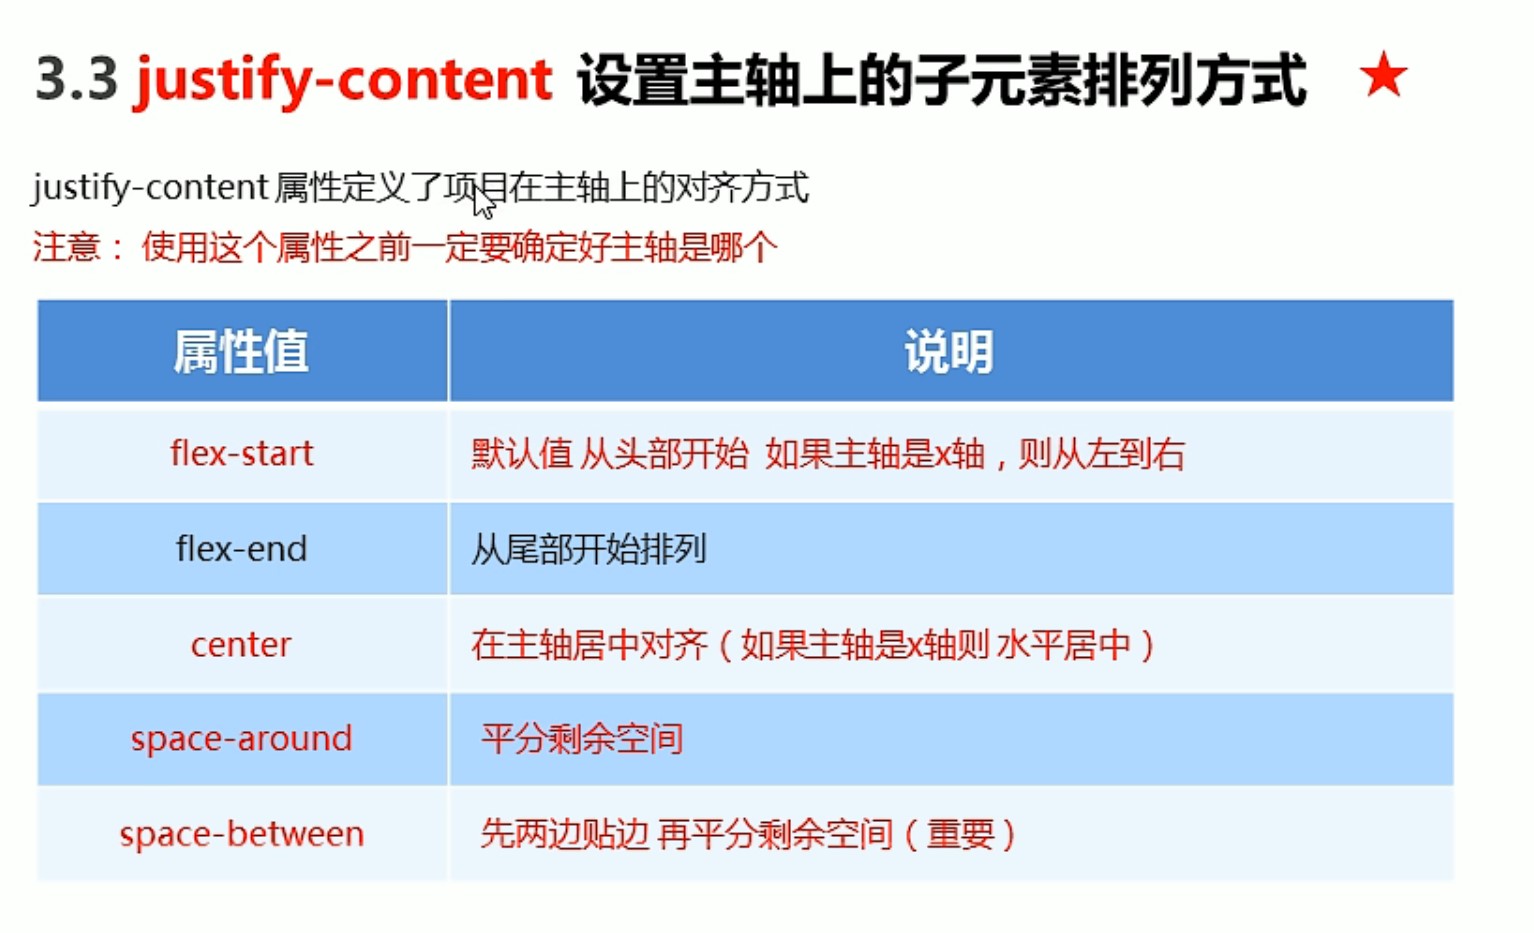 3.3 justify-content 设置主轴上的子元素排列方式 ★
justify-content 属性定义了项目在主轴上的对齐方式
注意： 使用这个属性之前一定要确定好主轴是哪个
属性值 说明
flex-start 默认值 从头部开始 如果主轴是x轴，则从左到右
flex-end 从尾部开始排列
center 在主轴居中对齐（如果主轴是x轴则 水平居中）
space-around 平分剩余空间
space-between 先两边贴边 再平分剩余空间（重要）